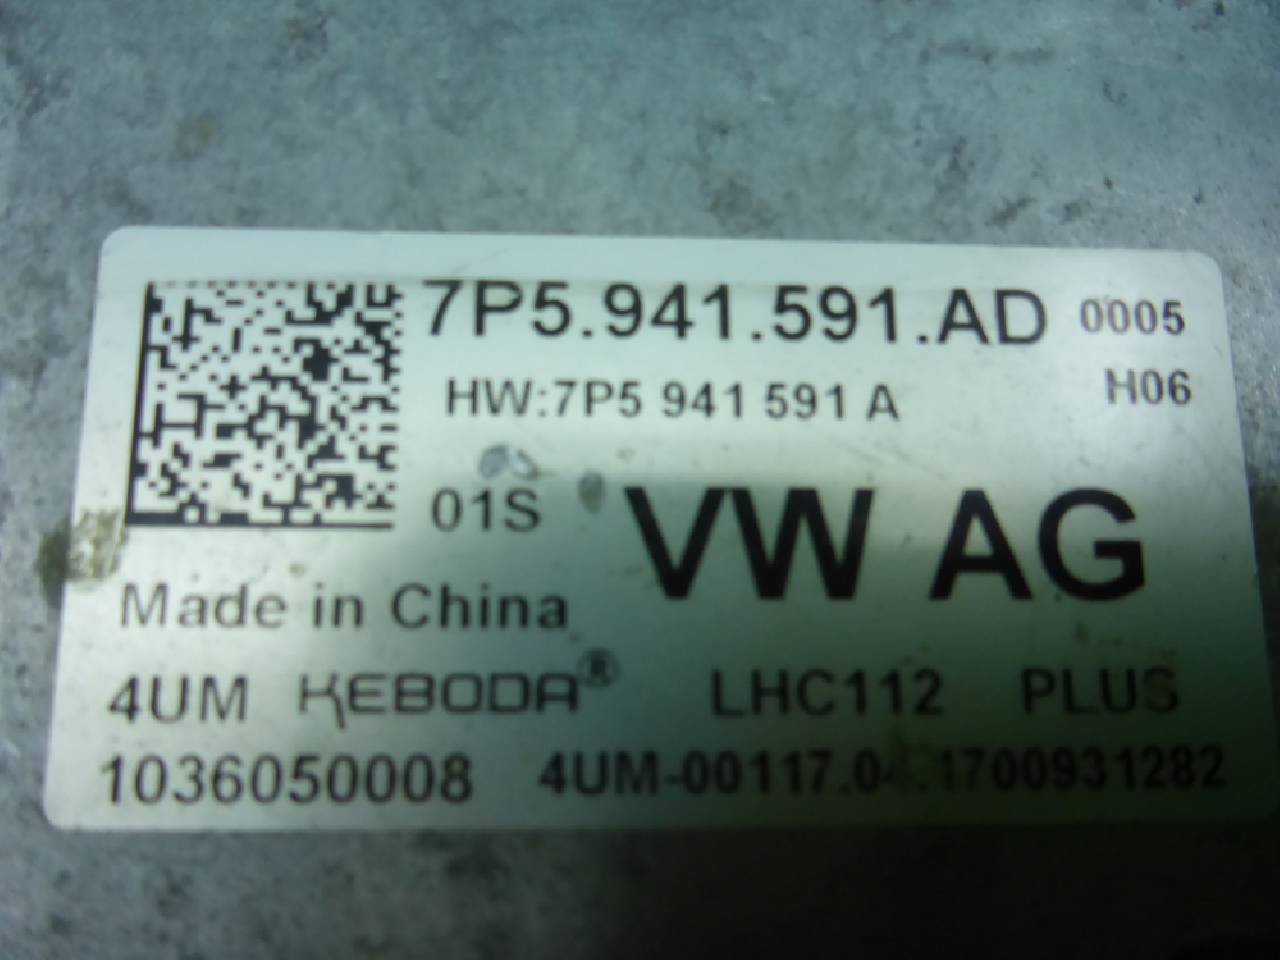 7P5.941.591.AD 0005
HW:7P5 941 591 A H06
01S VW AG
Made in China
4UM KEBODA® LHC112 PLUS
1036050008